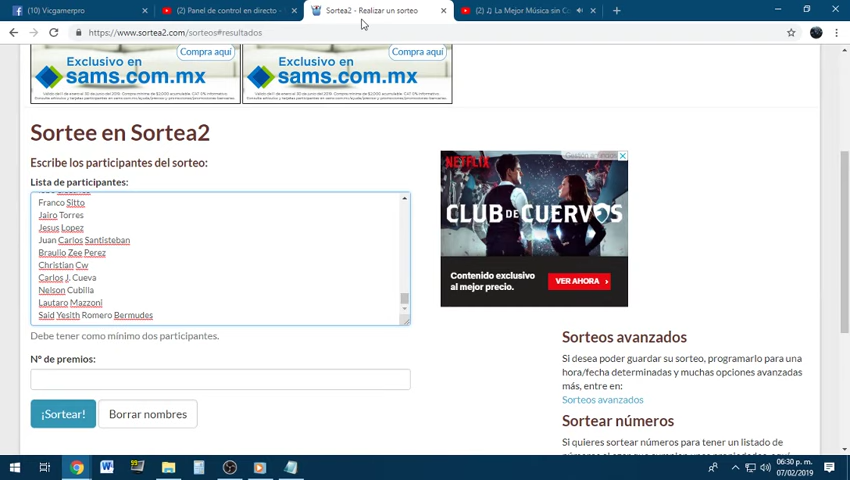 (10) Vicgamerpro
(2) Panel de control en directo -
Sortea2 - Realizar un sorteo
(2) ♫ La Mejor Música sin Co
https://www.sortea2.com/sorteos#resultados
Compra aquí
Compra aquí
Exclusivo en
sams.com.mx
Exclusivo en
sams.com.mx
Sortee en Sortea2
Escribe los participantes del sorteo:
Lista de participantes:
Franco Sitto
Jairo Torres
Jesus Lopez
Juan Carlos Santisteban
Braulio Zee Perez
Christian Cw
Carlos J. Cueva
Nelson Cubilla
Lautaro Mazzoni
Said Yesith Romero Bermudes
Debe tener como mínimo dos participantes.
Nº de premios:
¡Sortear!
Borrar nombres
NETFLIX
CLUB DE CUERVOS
Contenido exclusivo
al mejor precio.
VER AHORA
Sorteos avanzados
Si desea poder guardar su sorteo, programarlo para una
hora/fecha determinadas y muchas opciones avanzadas
más, entre en:
Sorteos avanzados
Sortear números
Si quieres sortear números para tener un listado de
06:30 p. m.
07/02/2019